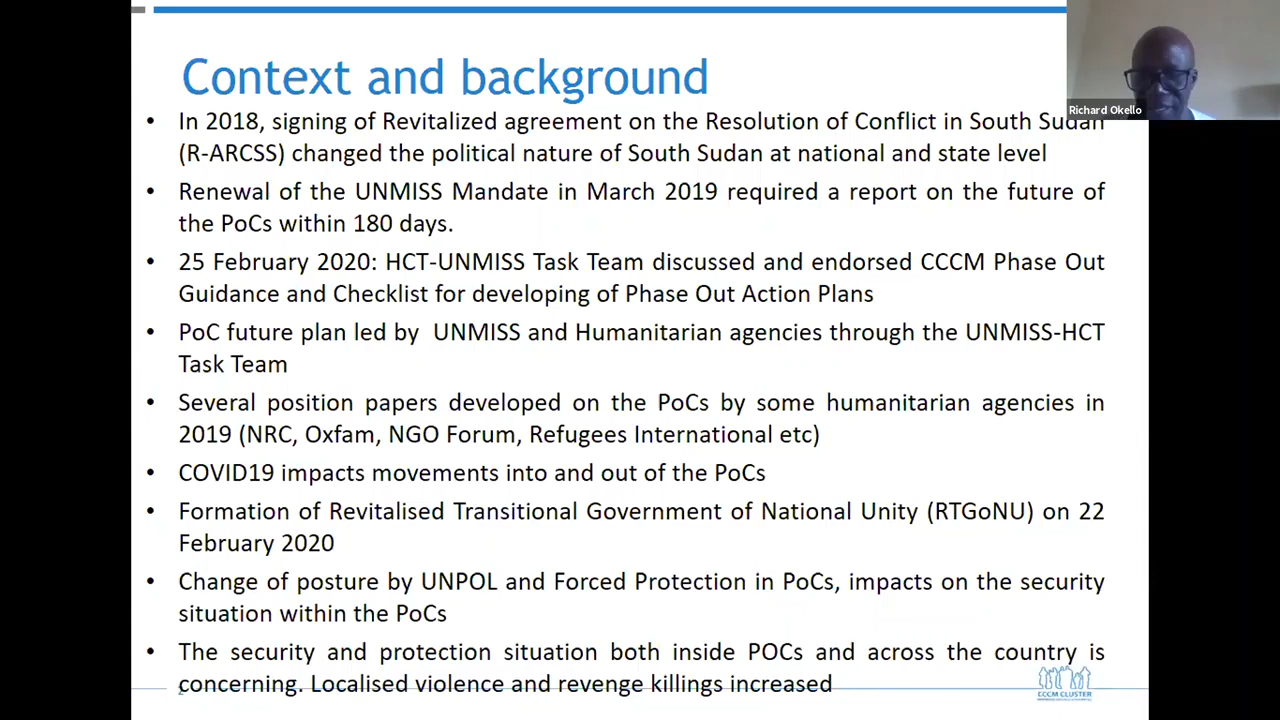 Context and background
Richard Okello
• In 2018, signing of Revitalized agreement on the Resolution of Conflict in South Sudan
(R-ARCSS) changed the political nature of South Sudan at national and state level
• Renewal of the UNMISS Mandate in March 2019 required a report on the future of
the PoCs within 180 days.
• 25 February 2020: HCT-UNMISS Task Team discussed and endorsed CCCM Phase Out
Guidance and Checklist for developing of Phase Out Action Plans
• PoC future plan led by  UNMISS and Humanitarian agencies through the UNMISS-HCT
Task Team
• Several position papers developed on the PoCs by some humanitarian agencies in
2019 (NRC, Oxfam, NGO Forum, Refugees International etc)
• COVID19 impacts movements into and out of the PoCs
• Formation of Revitalised Transitional Government of National Unity (RTGoNU) on 22
February 2020
• Change of posture by UNPOL and Forced Protection in PoCs, impacts on the security
situation within the PoCs
• The security and protection situation both inside POCs and across the country is
concerning. Localised violence and revenge killings increased
CCCM CLUSTER